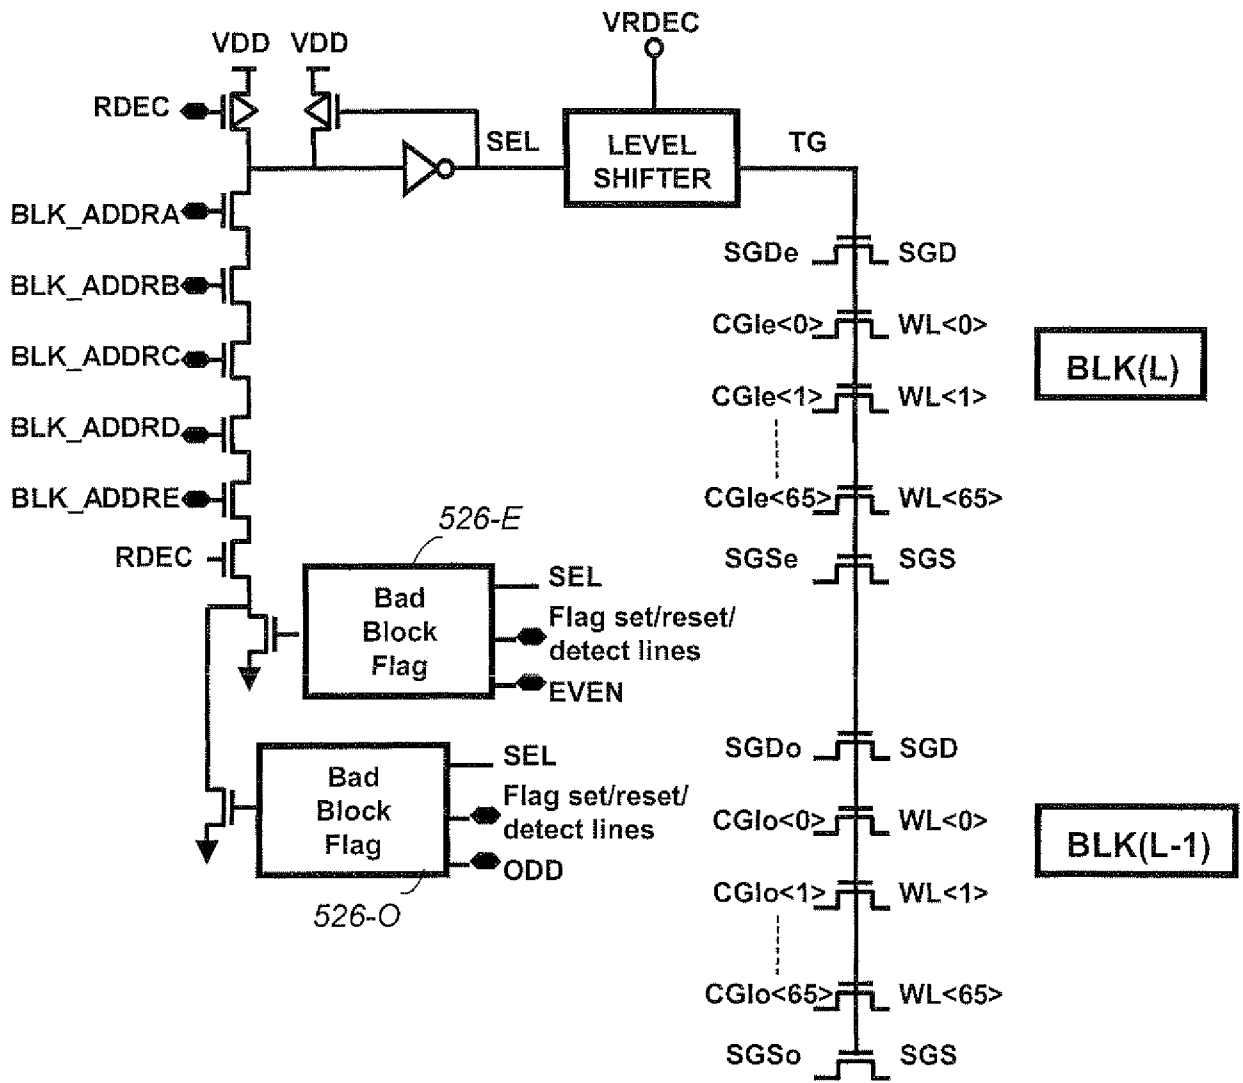 VRDEC
VDD VDD
RDEC
SEL
LEVEL
SHIFTER
TG
BLK_ADDRA
BLK_ADDRB
BLK_ADDRC
BLK_ADDRD
BLK_ADDRE
RDEC
526-E
Bad
Block
Flag
SEL
Flag set/reset/
detect lines
EVEN
Bad
Block
Flag
SEL
Flag set/reset/
detect lines
ODD
526-O
SGDe SGD
CGIe<0> WL<0>
CGIe<1> WL<1>
CGIe<65> WL<65>
SGSe SGS
BLK(L)
SGDo SGD
CGIo<0> WL<0>
CGIo<1> WL<1>
CGIo<65> WL<65>
SGSo SGS
BLK(L-1)